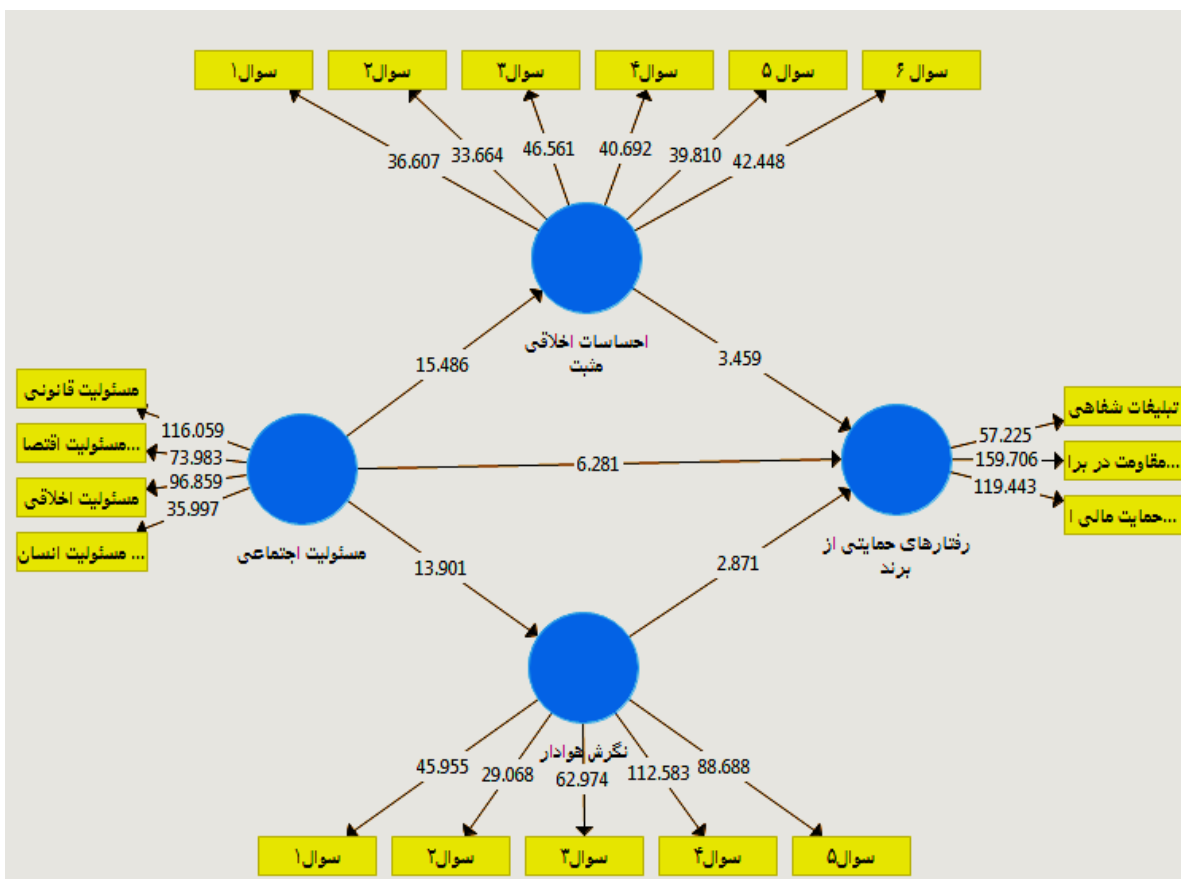 سوال۱
سوال۲
سوال۳
سوال۴
سوال ۵
سوال ۶
36.607
33.664
46.561
40.692
39.810
42.448
احساسات اخلاقی
مثبت
15.486
3.459
مسئولیت قانونی
مسئولیت اقتصا...
مسئولیت اخلاقی
مسئولیت انسان ...
116.059
73.983
96.859
35.997
مسئولیت اجتماعی
6.281
57.225
159.706
119.443
تبلیغات شفاهی
مقاومت در برا...
حمایت مالی ا...
رفتارهای حمایتی از
برند
13.901
2.871
نگرش هوادار
45.955
29.068
62.974
112.583
88.688
سوال۱
سوال۲
سوال۳
سوال۴
سوال۵